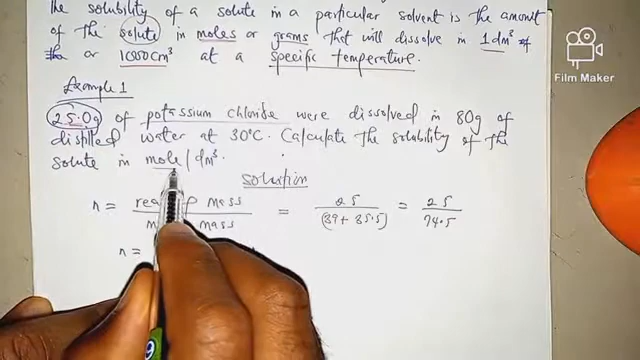 the solubility of a solute in a particular solvent is the amount
of the solute in moles or grams that will dissolve in 1dm³ of
or 1000cm³ at a specific temperature.
Example 1
25.0g of potassium chloride were dissolved in 80g of
distilled water at 30°C. Calculate the solubility of the
solute in mole/dm³.
Solution
n = mass = 25 = 25
mass (39 + 35.5) 74.5
n =
Film Maker